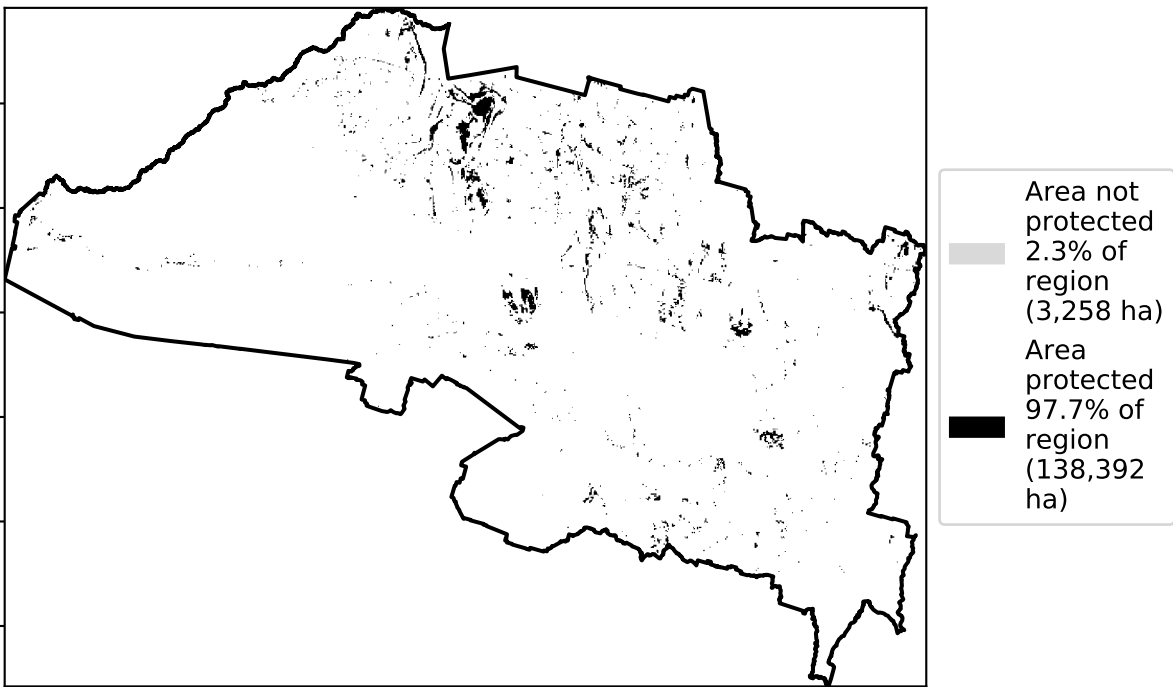 Area not
protected
2.3% of
region
(3,258 ha)
Area
protected
97.7% of
region
(138,392
ha)